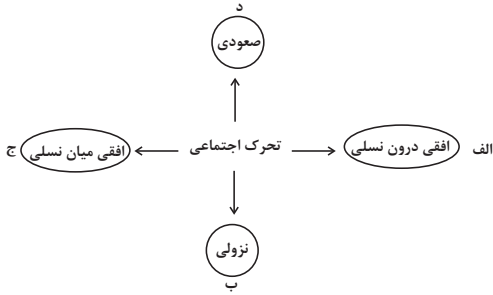 د
صعودی
الف
افقی درون نسلی
تحرک اجتماعی
افقی میان نسلی
ج
نزولی
ب